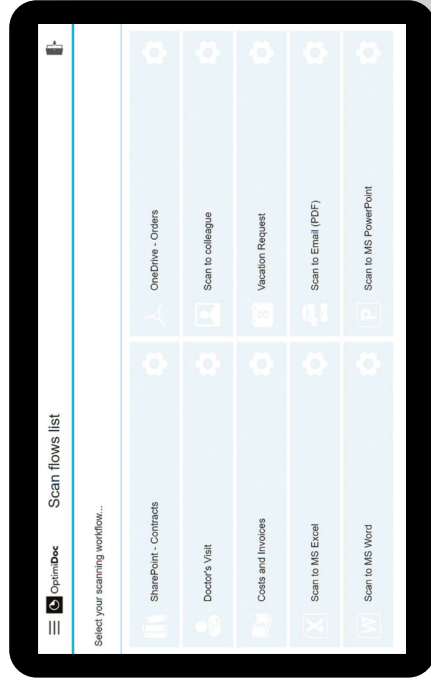 OptimiDoc Scan flows list
Select your scanning workflow...
SharePoint - Contracts
OneDrive - Orders
Doctor's Visit
Scan to colleague
Costs and Invoices
8
Vacation Request
X
Scan to MS Excel
Scan to Email (PDF)
W
Scan to MS Word
P
Scan to MS PowerPoint